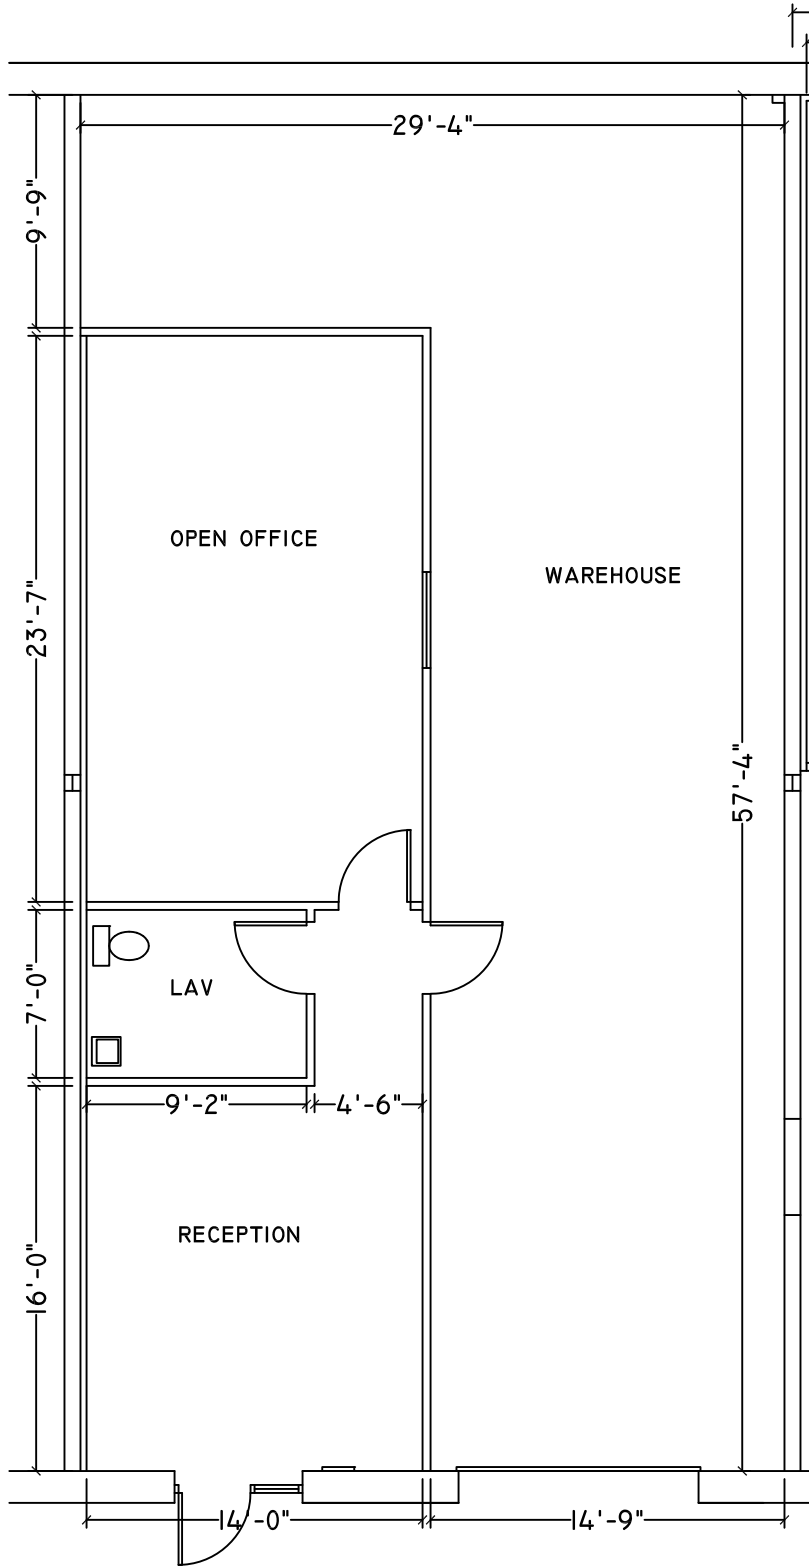 29'-4"
9'-9"
OPEN OFFICE
WAREHOUSE
23'-7"
57'-4"
LAV
7'-0"
9'-2"
4'-6"
RECEPTION
16'-0"
14'-0"
14'-9"